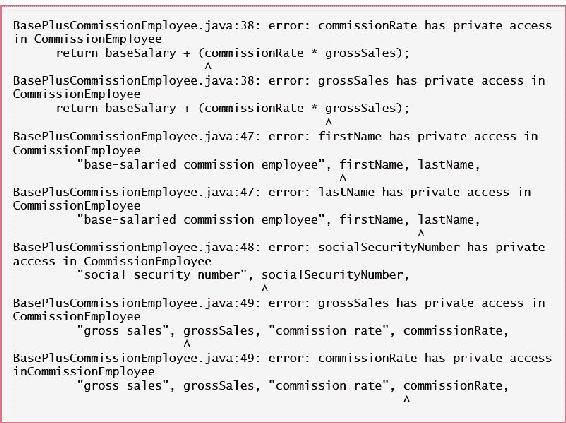 BasePlusCommissionEmployee.java:38: error: commissionRate has private access
in CommissionEmployee
return baseSalary + (commissionRate * grossSales);
^
BasePlusCommissionEmployee.java:38: error: grossSales has private access in
CommissionEmployee
return baseSalary + (commissionRate * grossSales);
^
BasePlusCommissionEmployee.java:47: error: firstName has private access in
CommissionEmployee
"base-salaried commission employee", firstName, lastName,
^
BasePlusCommissionEmployee.java:47: error: lastName has private access in
CommissionEmployee
"base-salaried commission employee", firstName, lastName,
^
BasePlusCommissionEmployee.java:48: error: socialSecurityNumber has private
access in CommissionEmployee
"social security number", socialSecurityNumber,
^
BasePlusCommissionEmployee.java:49: error: grossSales has private access in
CommissionEmployee
"gross sales", grossSales, "commission rate", commissionRate,
^
BasePlusCommissionEmployee.java:49: error: commissionRate has private access
inCommissionEmployee
"gross sales", grossSales, "commission rate", commissionRate,
^